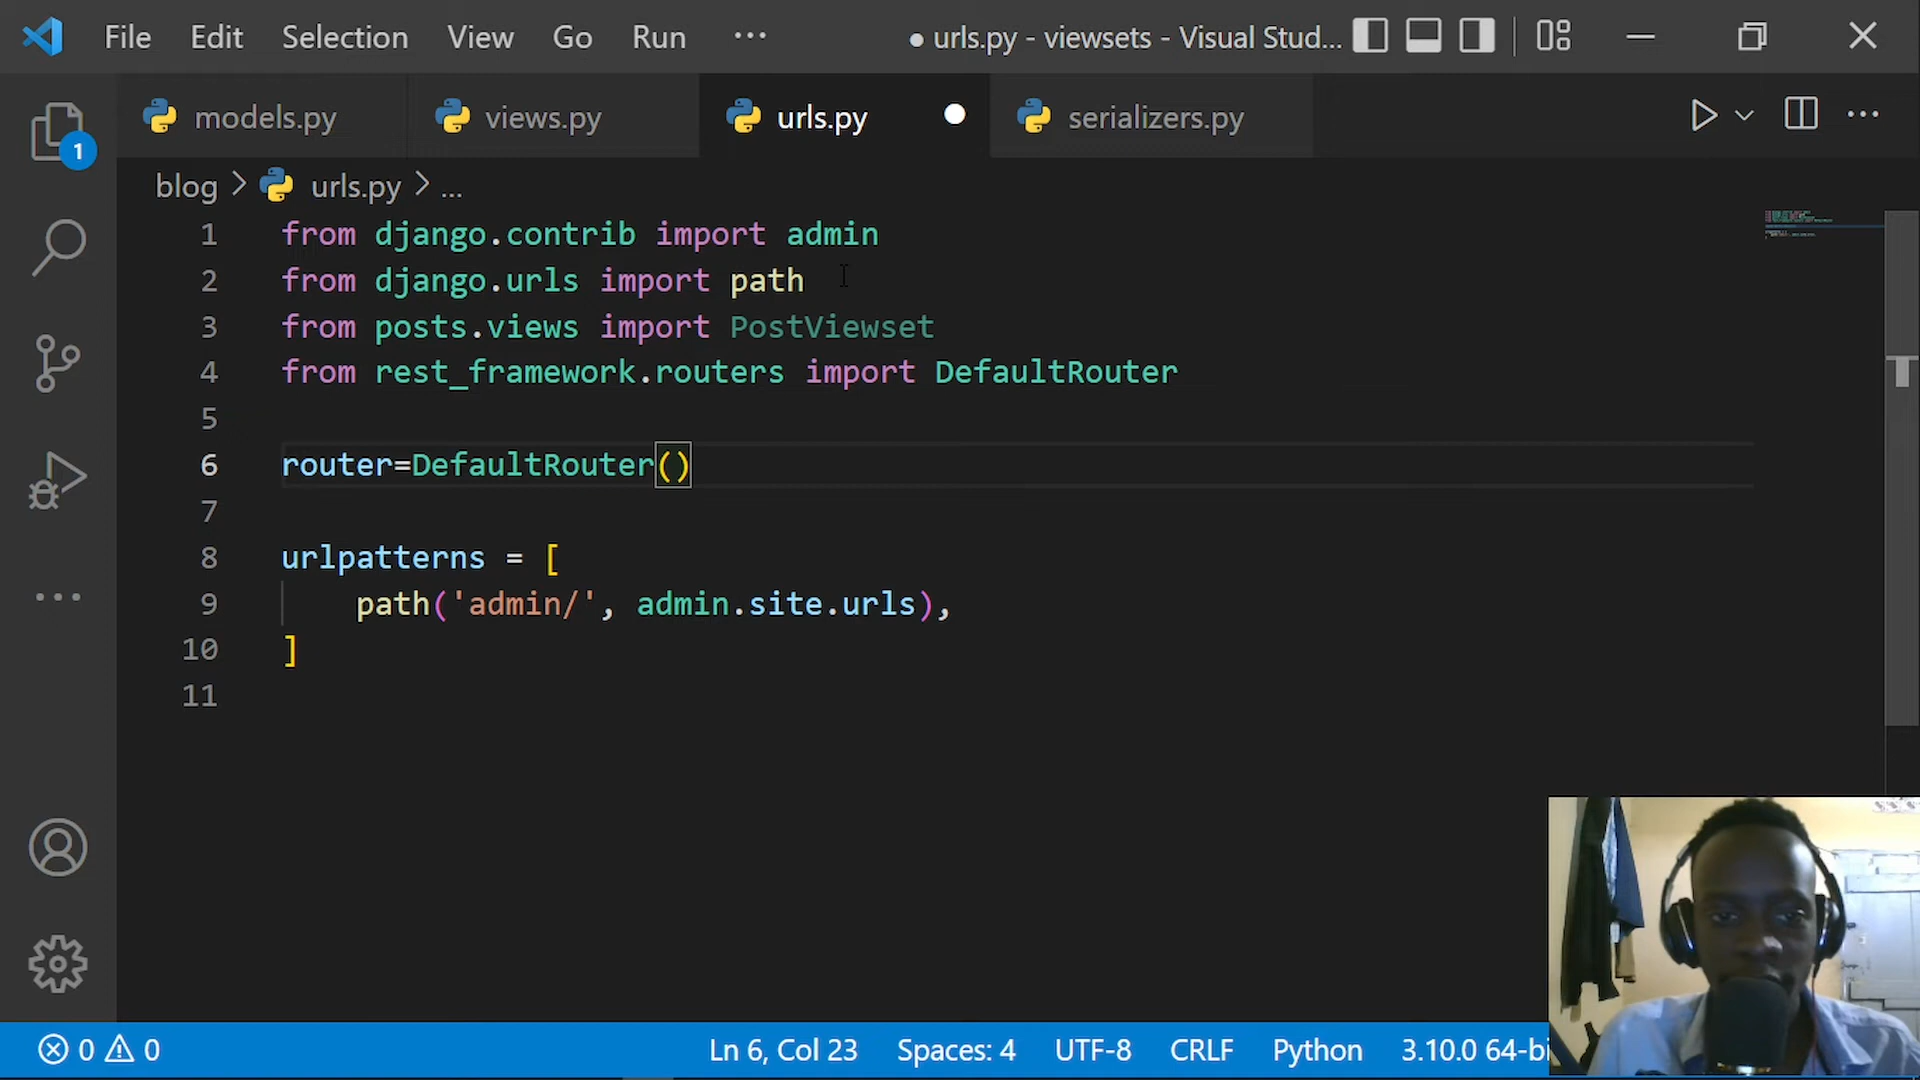 File Edit Selection View Go Run ··· ● urls.py - viewsets - Visual Stud...
models.py views.py urls.py serializers.py
1
blog > urls.py > ...
1 from django.contrib import admin
2 from django.urls import path
3 from posts.views import PostViewset
4 from rest_framework.routers import DefaultRouter
5
6 router=DefaultRouter()
7
8 urlpatterns = [
9 path('admin/', admin.site.urls),
10 ]
11
0 0 Ln 6, Col 23 Spaces: 4 UTF-8 CRLF Python 3.10.0 64-bi